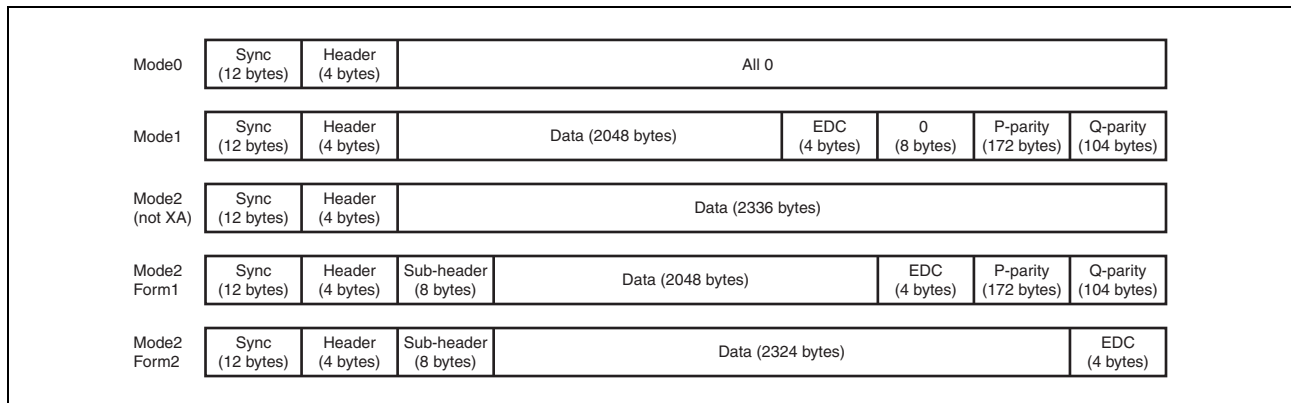 Mode0
Sync
(12 bytes)
Header
(4 bytes)
All 0
Mode1
Sync
(12 bytes)
Header
(4 bytes)
Data (2048 bytes)
EDC
(4 bytes)
0
(8 bytes)
P-parity
(172 bytes)
Q-parity
(104 bytes)
Mode2
(not XA)
Sync
(12 bytes)
Header
(4 bytes)
Data (2336 bytes)
Mode2
Form1
Sync
(12 bytes)
Header
(4 bytes)
Sub-header
(8 bytes)
Data (2048 bytes)
EDC
(4 bytes)
P-parity
(172 bytes)
Q-parity
(104 bytes)
Mode2
Form2
Sync
(12 bytes)
Header
(4 bytes)
Sub-header
(8 bytes)
Data (2324 bytes)
EDC
(4 bytes)